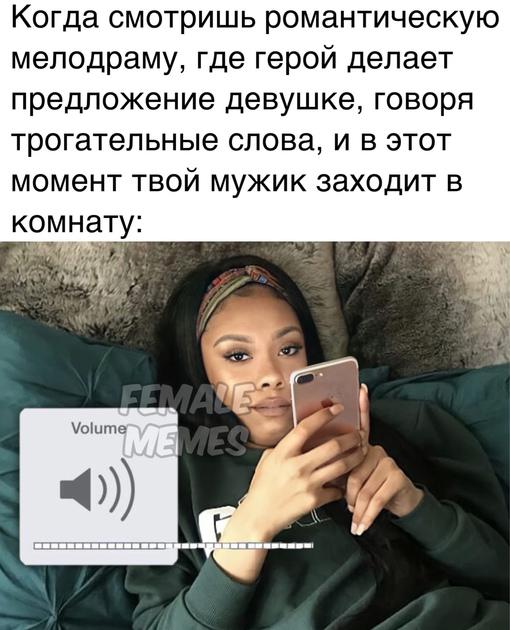 Когда смотришь романтическую
мелодраму, где герой делает
предложение девушке, говоря
трогательные слова, и в этот
момент твой мужик заходит в
комнату:
FEMALE
MEMES
Volume